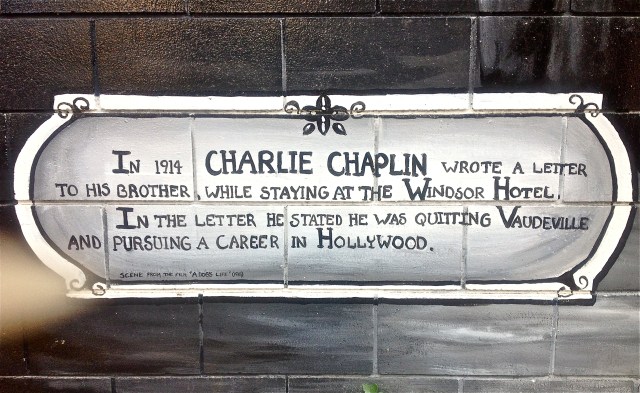 IN 1914 CHARLIE CHAPLIN WROTE A LETTER
TO HIS BROTHER, WHILE STAYING AT THE WINDSOR HOTEL.
IN THE LETTER HE STATED HE WAS QUITTING VAUDEVILLE
AND PURSUING A CAREER IN HOLLYWOOD.
SCENE FROM THE FILM "A DOGS LIFE"